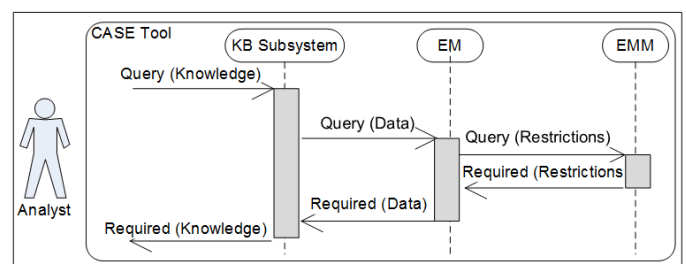 CASE Tool
KB Subsystem
EM
EMM
Query (Knowledge)
Query (Data)
Query (Restrictions)
Required (Restrictions
Required (Data)
Analyst
Required (Knowledge)